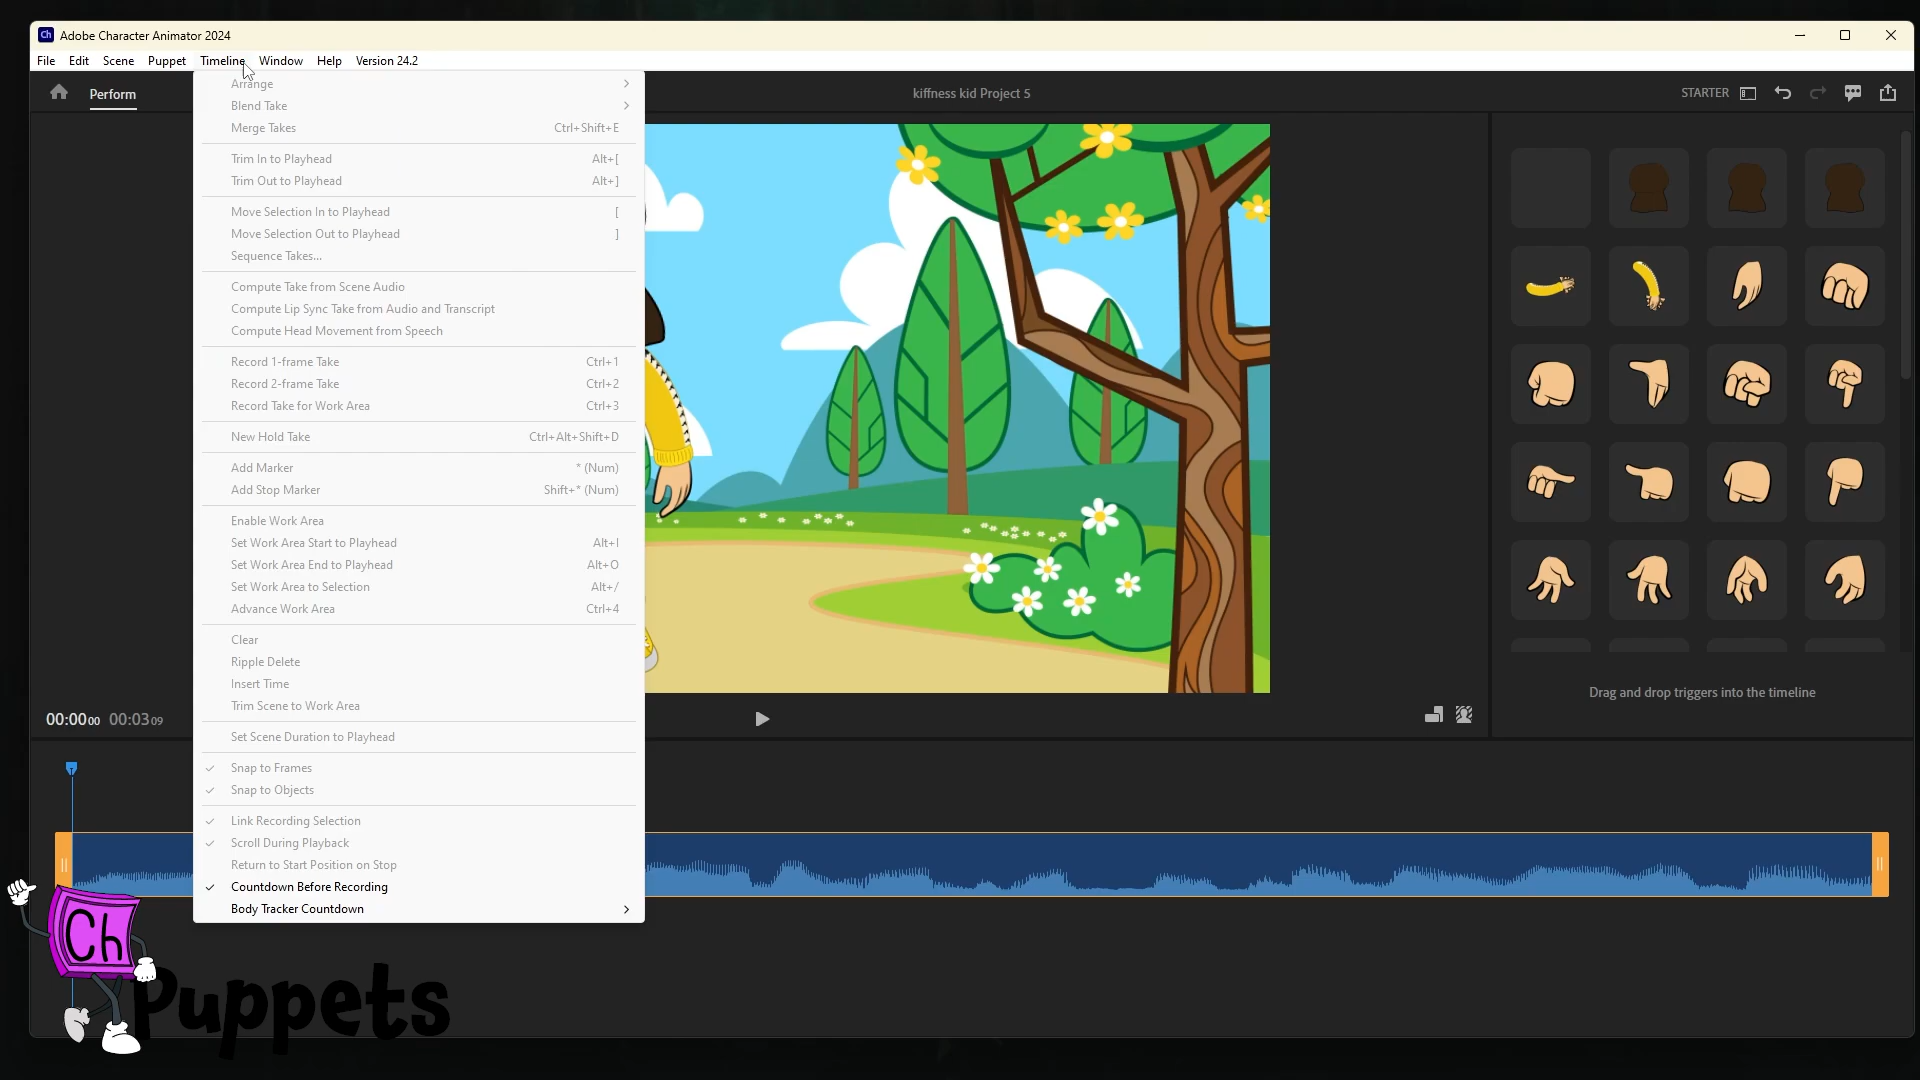 Ch Adobe Character Animator 2024
File Edit Scene Puppet Timeline Window Help Version 24.2
Perform
kiffness kid Project 5
STARTER
Arrange
Blend Take
Merge Takes Ctrl+Shift+E
Trim In to Playhead Alt+[
Trim Out to Playhead Alt+]
Move Selection In to Playhead [
Move Selection Out to Playhead ]
Sequence Takes...
Compute Take from Scene Audio
Compute Lip Sync Take from Audio and Transcript
Compute Head Movement from Speech
Record 1-frame Take Ctrl+1
Record 2-frame Take Ctrl+2
Record Take for Work Area Ctrl+3
New Hold Take Ctrl+Alt+Shift+D
Add Marker * (Num)
Add Stop Marker Shift+* (Num)
Enable Work Area
Set Work Area Start to Playhead Alt+I
Set Work Area End to Playhead Alt+O
Set Work Area to Selection Alt+/
Advance Work Area Ctrl+4
Clear
Ripple Delete
Insert Time
Trim Scene to Work Area
Set Scene Duration to Playhead
Snap to Frames
Snap to Objects
Link Recording Selection
Scroll During Playback
Return to Start Position on Stop
Countdown Before Recording
Body Tracker Countdown
Drag and drop triggers into the timeline
00:00 00 00:03 09
Ch
Puppets